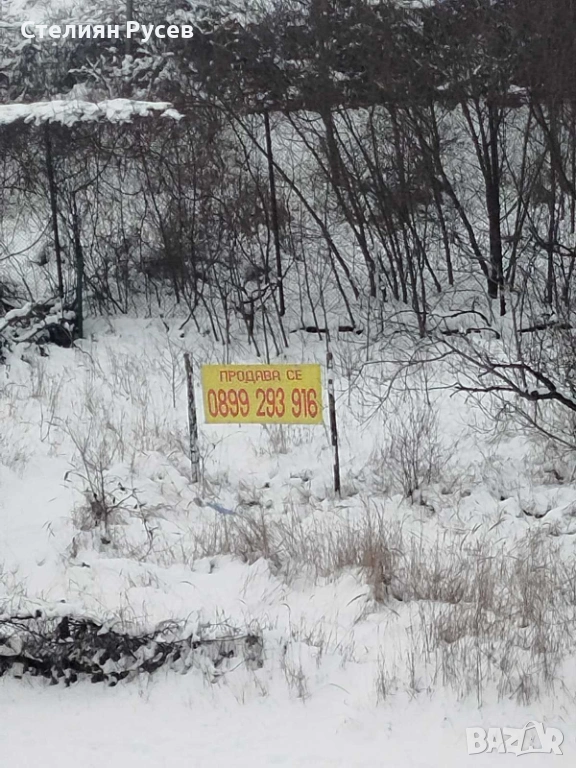 Стелиян Русев
ПРОДАВА СЕ
0899 293 916
BAZAR